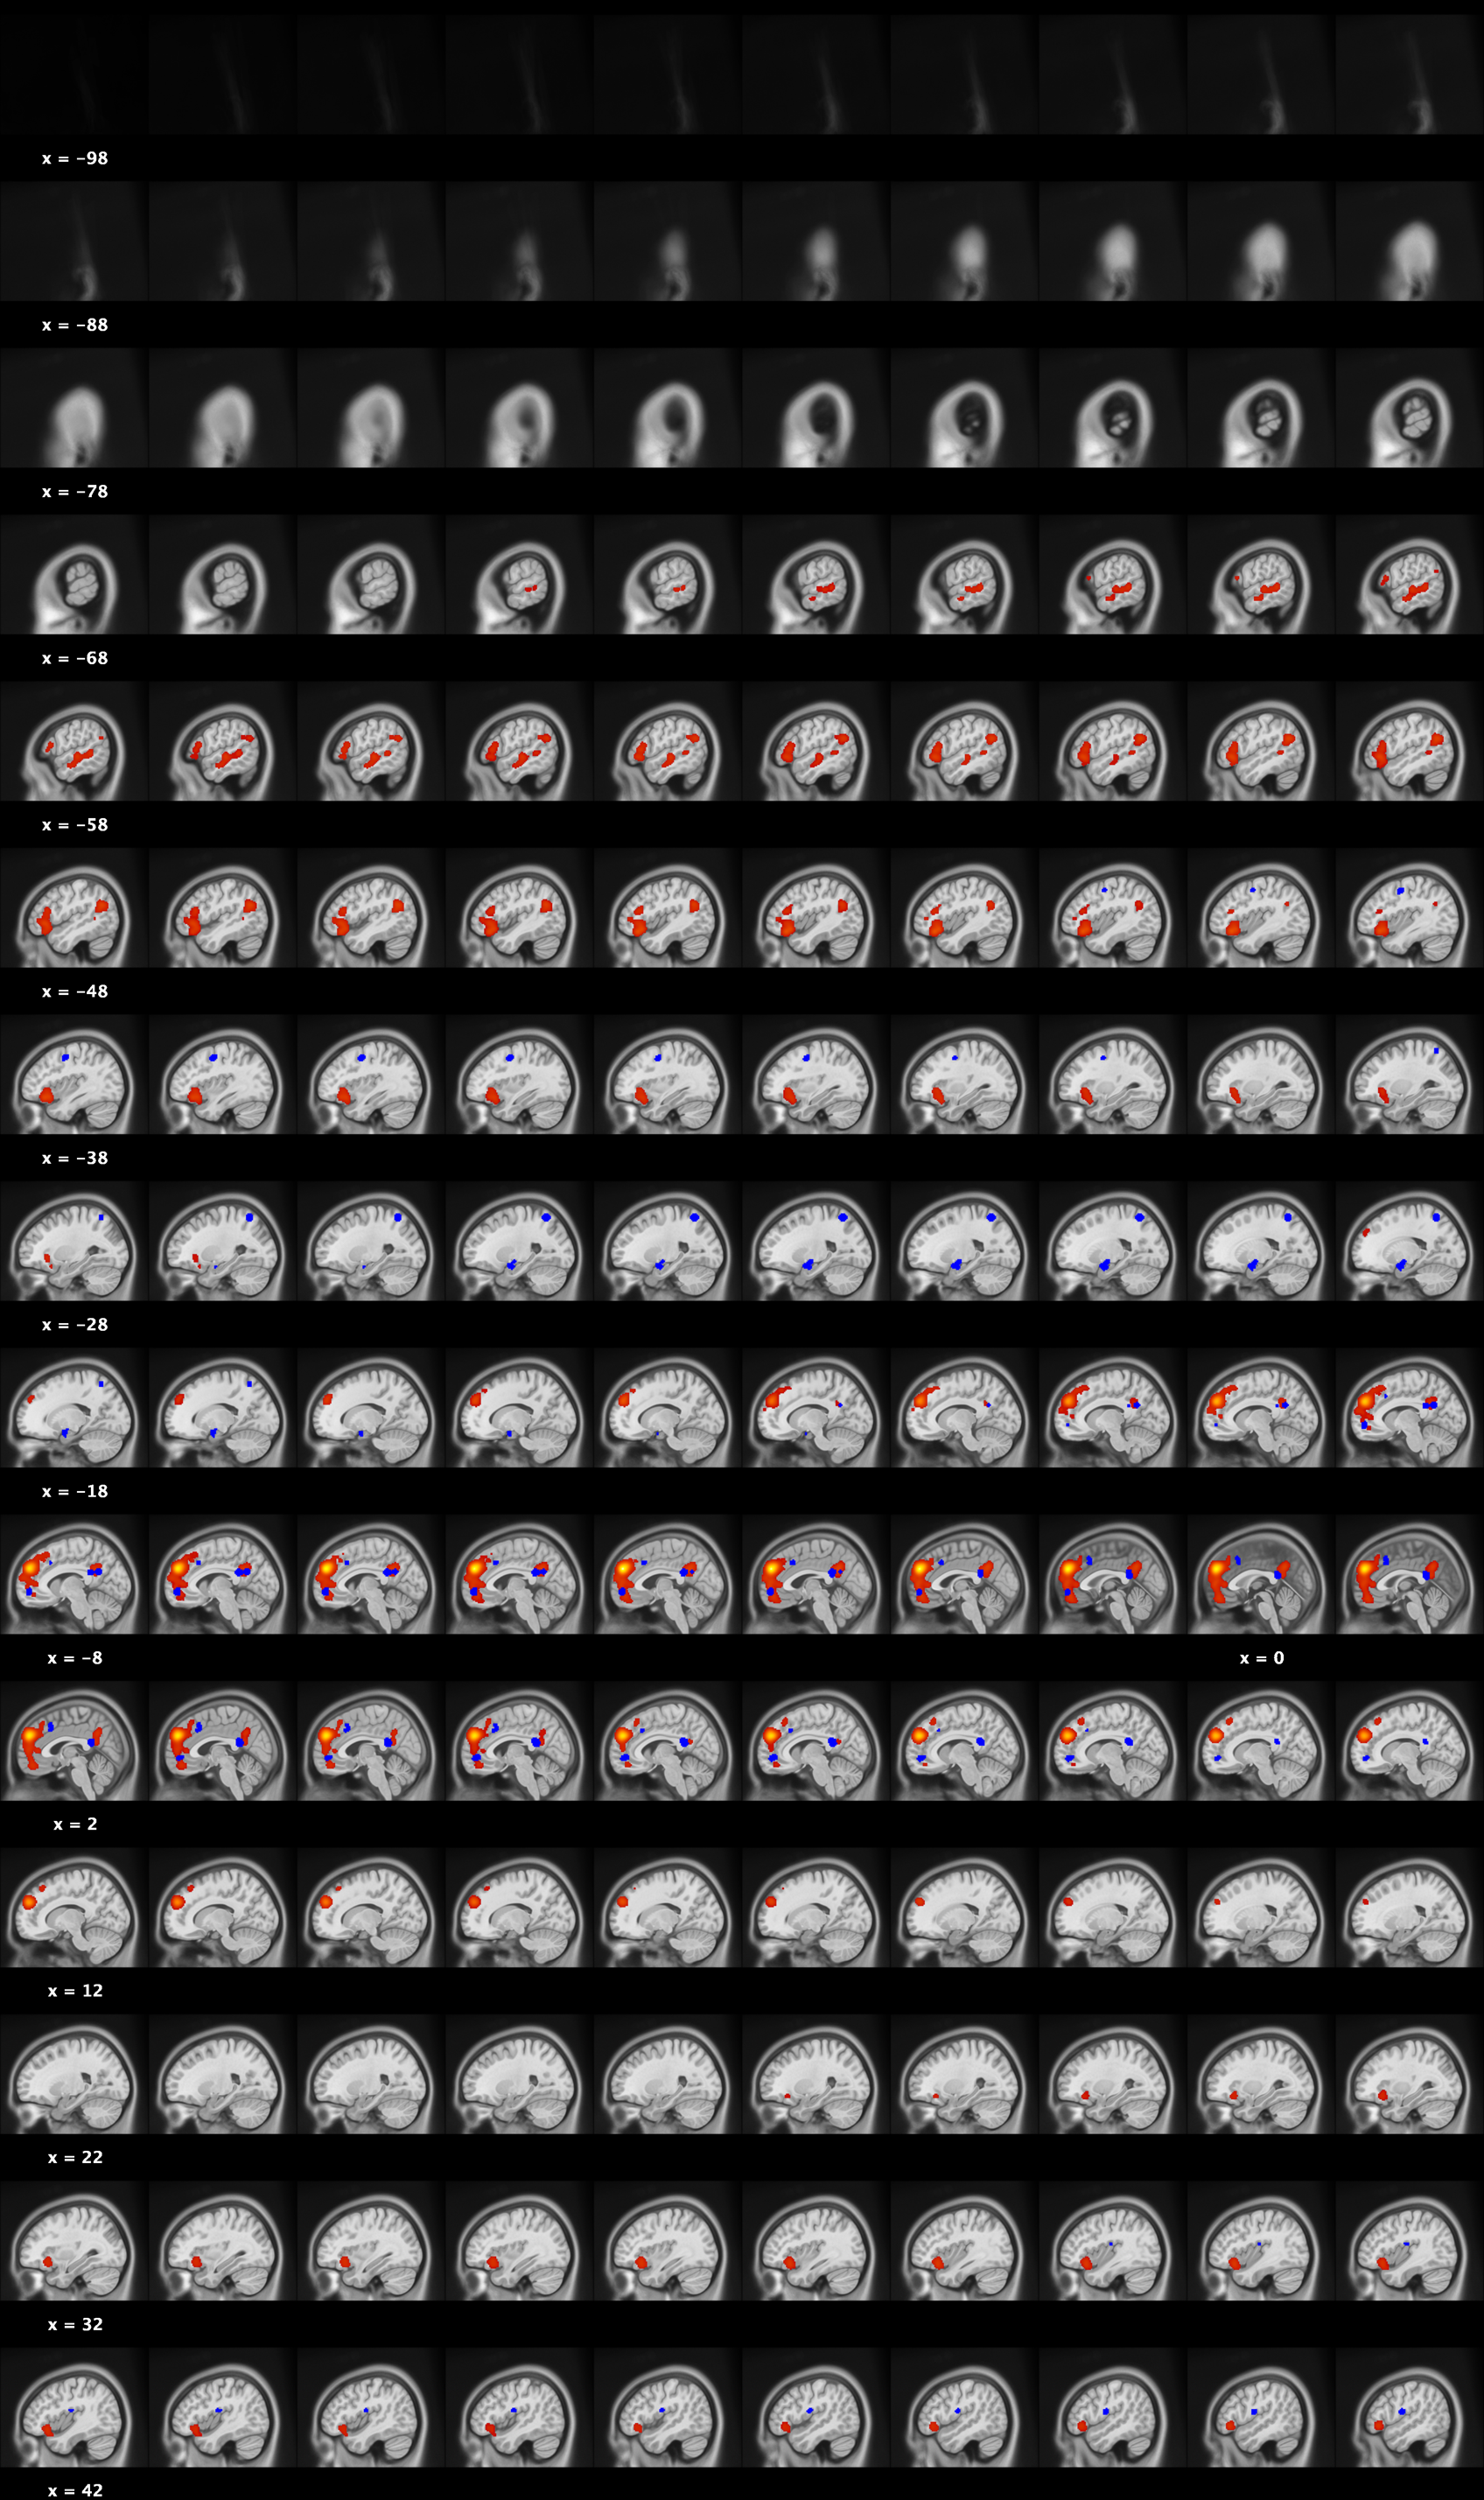 x = −98
x = −88
x = −78
x = −68
x = −58
x = −48
x = −38
x = −28
x = −18
x = −8 x = 0
x = 2
x = 12
x = 22
x = 32
x = 42